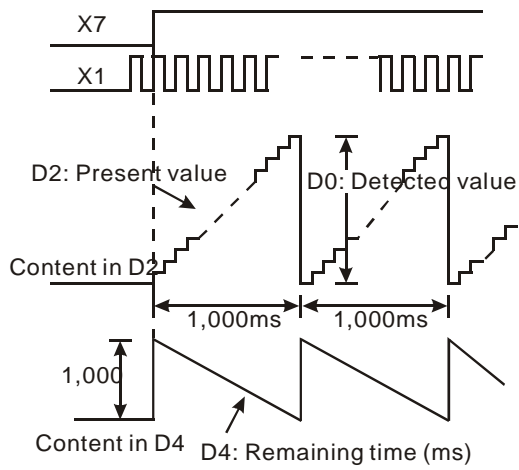 X7
X1
D2: Present value
D0: Detected value
Content in D2
1,000ms
1,000ms
1,000
Content in D4
D4: Remaining time (ms)